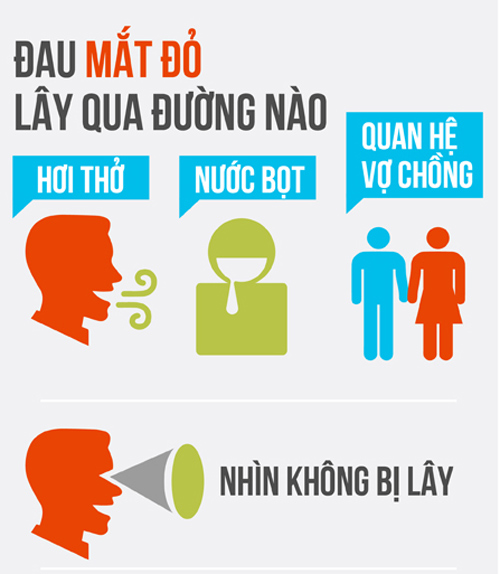 ĐAU MẮT ĐỎ
LÂY QUA ĐƯỜNG NÀO
HƠI THỞ
NƯỚC BỌT
QUAN HỆ
VỢ CHỒNG
NHÌN KHÔNG BỊ LÂY